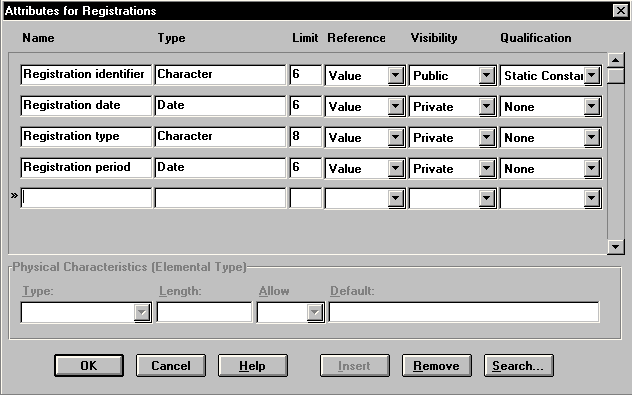 Attributes for Registrations
Name Type Limit Reference Visibility Qualification
Registration identifier Character 6 Value Public Static Constar
Registration date Date 6 Value Private None
Registration type Character 8 Value Private None
Registration period Date 6 Value Private None
»
Physical Characteristics (Elemental Type)
Type: Length: Allow Default:
OK Cancel Help Insert Remove Search...